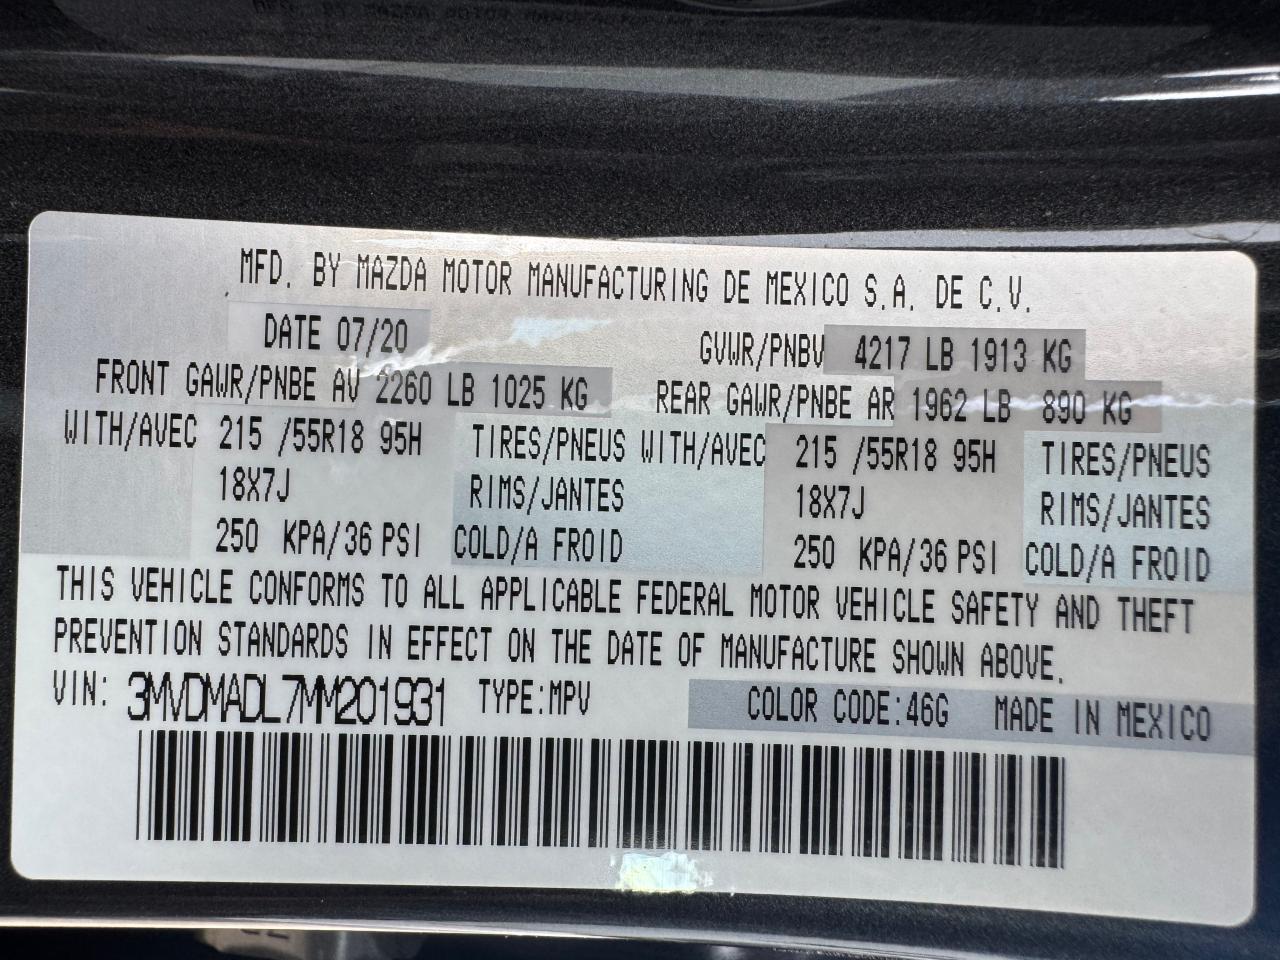 MFD. BY MAZDA MOTOR MANUFACTURING DE MEXICO S.A. DE C.V.
DATE 07/20 GVWR/PNBV 4217 LB 1913 KG
FRONT GAWR/PNBE AV 2260 LB 1025 KG REAR GAWR/PNBE AR 1962 LB 890 KG
WITH/AVEC 215 /55R18 95H TIRES/PNEUS WITH/AVEC 215 /55R18 95H TIRES/PNEUS
18X7J RIMS/JANTES 18X7J RIMS/JANTES
250 KPA/36 PSI COLD/A FROID 250 KPA/36 PSI COLD/A FROID
THIS VEHICLE CONFORMS TO ALL APPLICABLE FEDERAL MOTOR VEHICLE SAFETY AND THEFT
PREVENTION STANDARDS IN EFFECT ON THE DATE OF MANUFACTURE SHOWN ABOVE.
VIN: 3MVDMADL7MM201931 TYPE:MPV COLOR CODE:46G MADE IN MEXICO